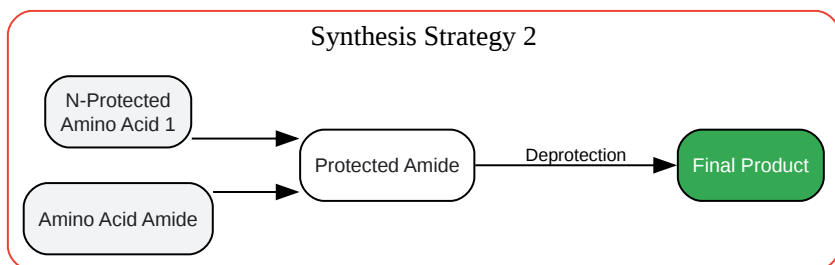 Synthesis Strategy 2
N-Protected
Amino Acid 1
Protected Amide
Deprotection
Final Product
Amino Acid Amide